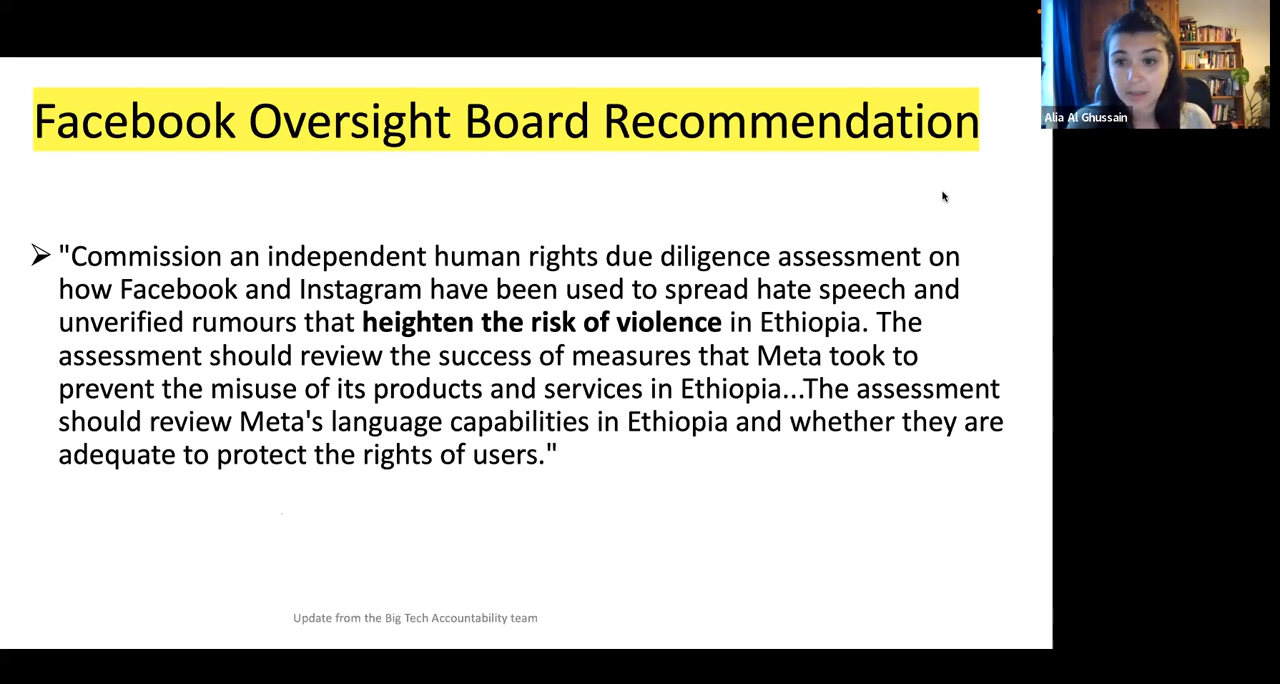 Facebook Oversight Board Recommendation
Alia Al Ghussain
"Commission an independent human rights due diligence assessment on
how Facebook and Instagram have been used to spread hate speech and
unverified rumours that heighten the risk of violence in Ethiopia. The
assessment should review the success of measures that Meta took to
prevent the misuse of its products and services in Ethiopia...The assessment
should review Meta's language capabilities in Ethiopia and whether they are
adequate to protect the rights of users."
Update from the Big Tech Accountability team